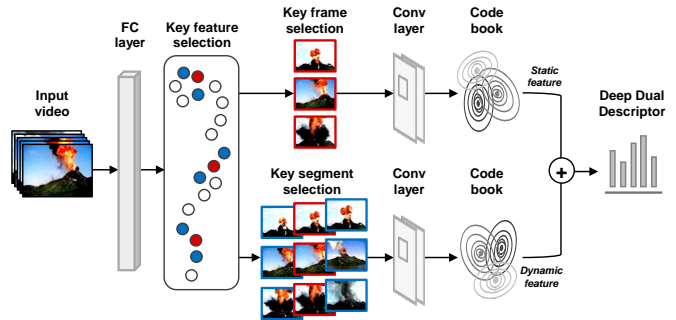 FC
layer
Key feature
selection
Key frame
selection
Conv
layer
Code
book
Static
feature
Input
video
Deep Dual
Descriptor
+
Key segment
selection
Conv
layer
Code
book
Dynamic
feature